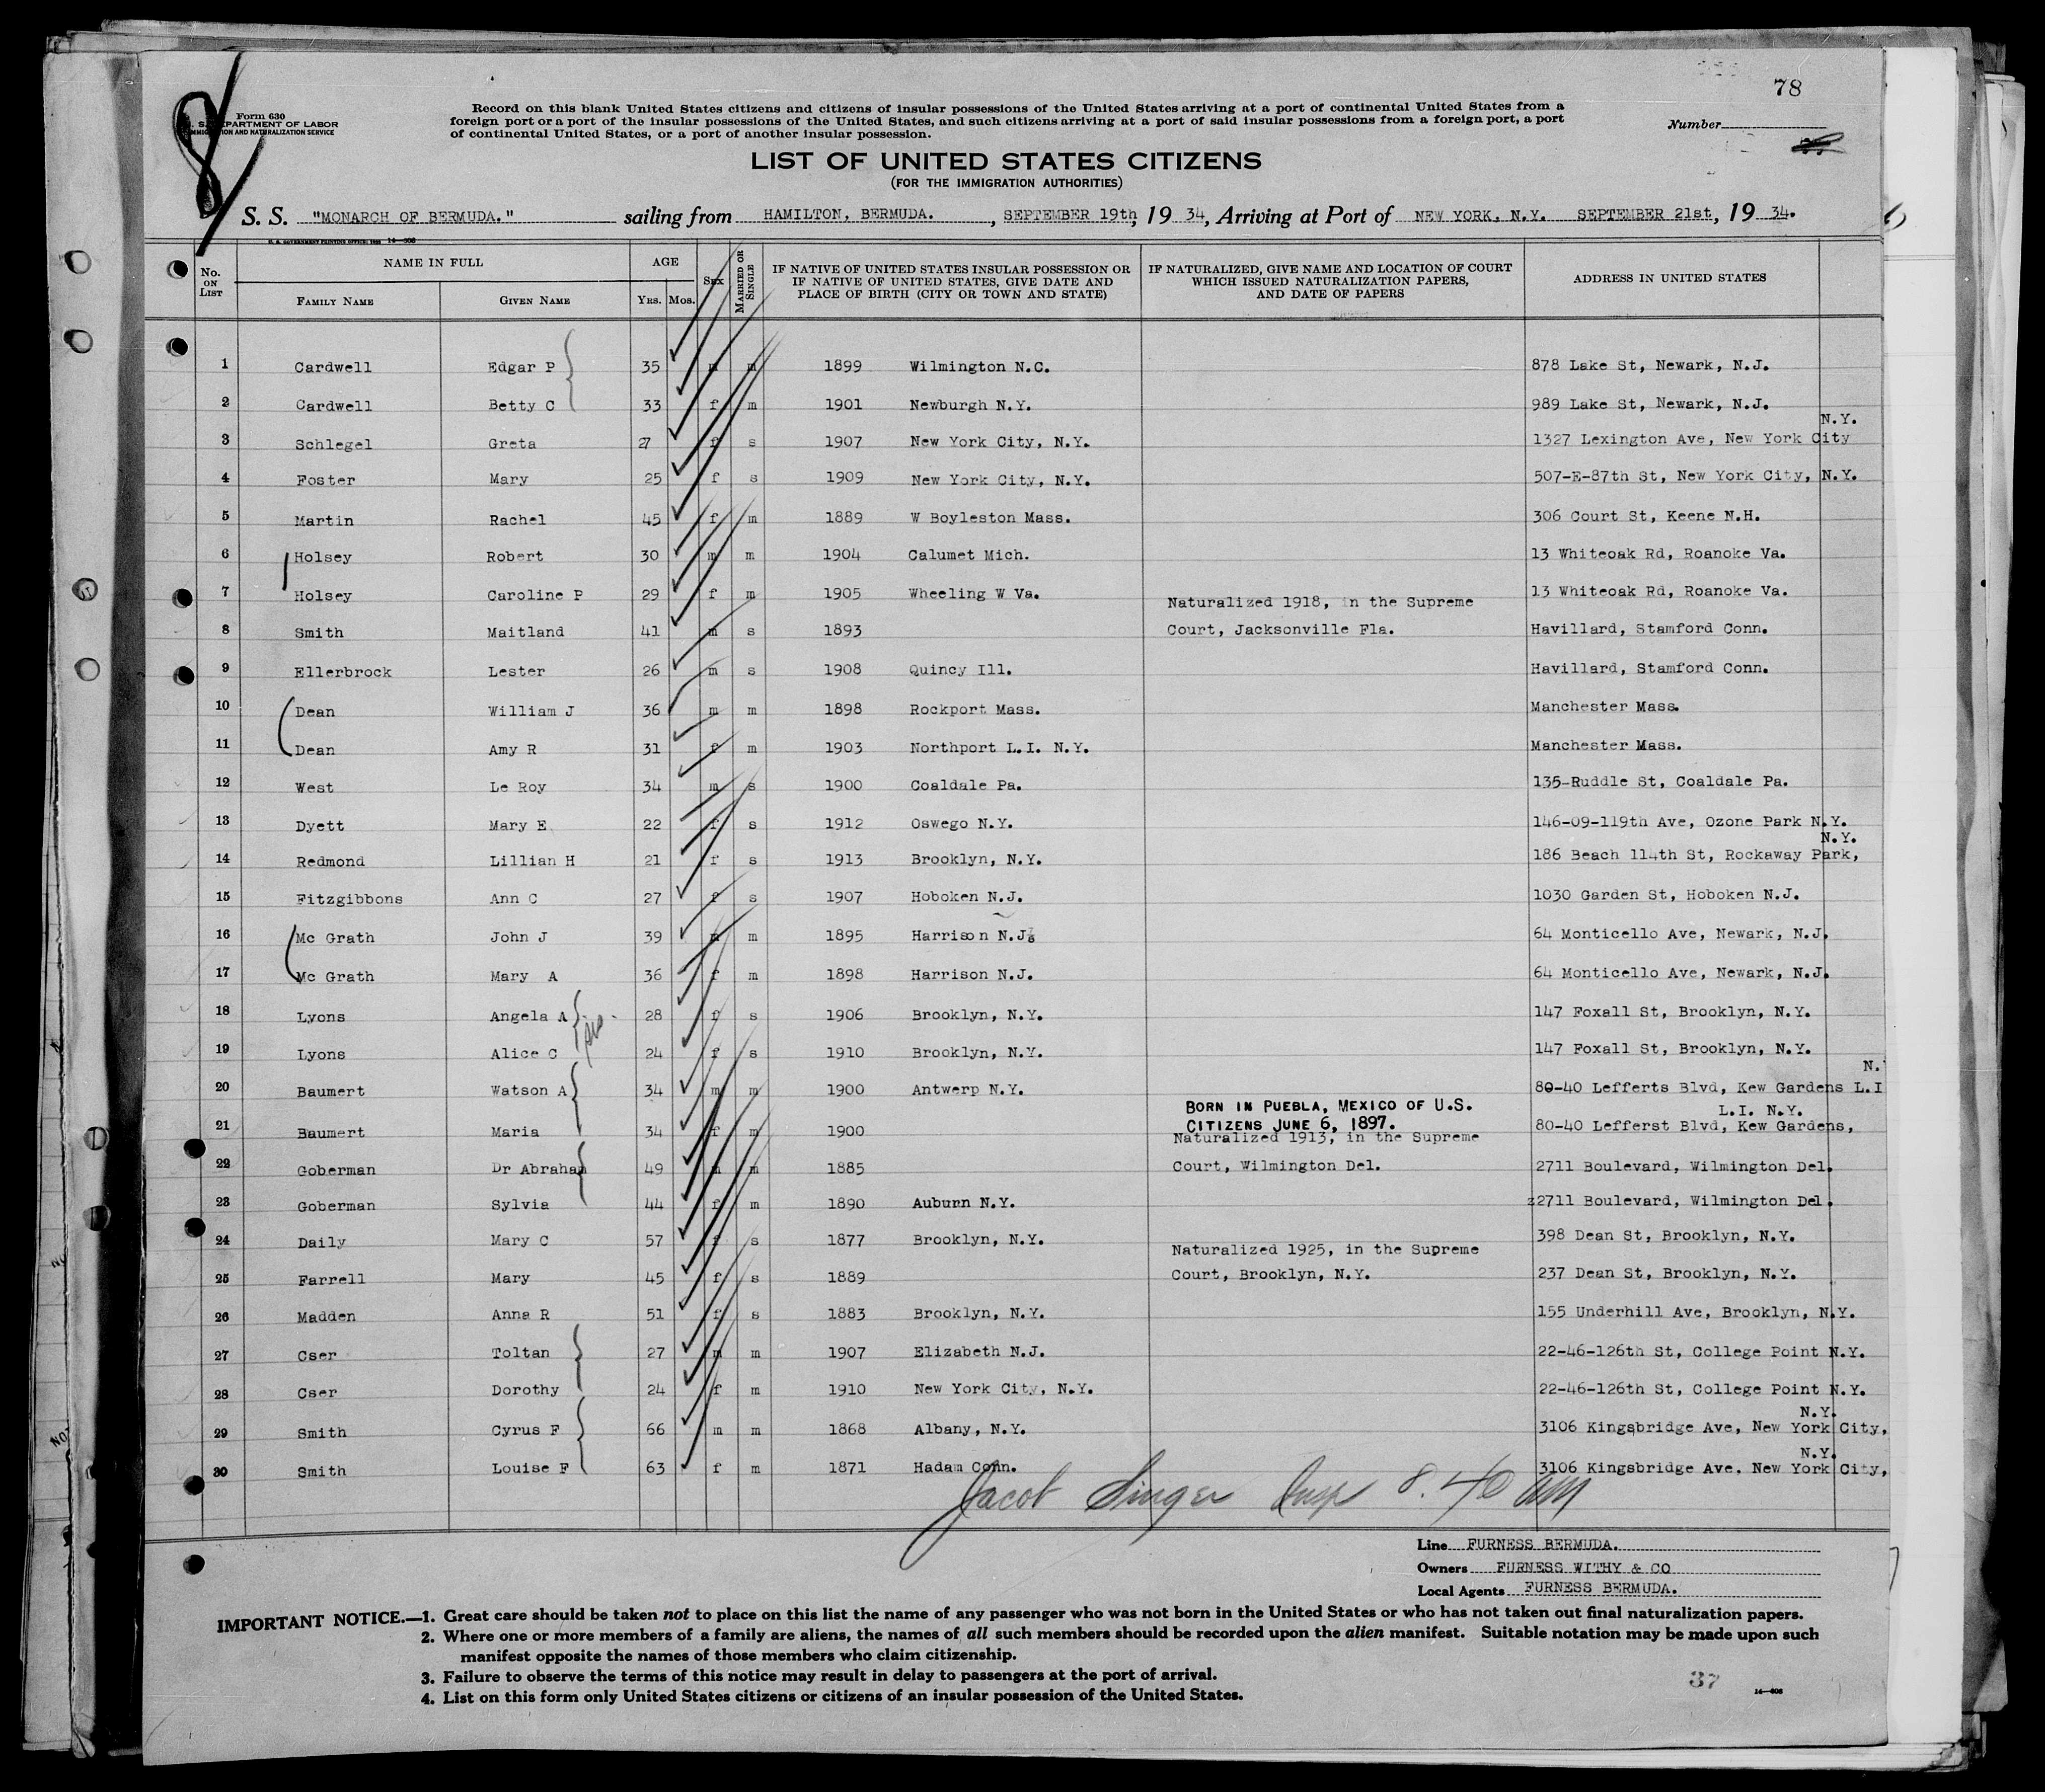 78
Form 630
U. S. DEPARTMENT OF LABOR
IMMIGRATION AND NATURALIZATION SERVICE
Record on this blank United States citizens and citizens of insular possessions of the United States arriving at a port of continental United States from a
foreign port or a port of the insular possessions of the United States, and such citizens arriving at a port of said insular possessions from a foreign port, a port
of continental United States, or a port of another insular possession.
Number
LIST OF UNITED STATES CITIZENS
(FOR THE IMMIGRATION AUTHORITIES)
S. S. "MONARCH OF BERMUDA." sailing from HAMILTON, BERMUDA. , SEPTEMBER 19th, 19 34, Arriving at Port of NEW YORK, N.Y. SEPTEMBER 21st, 19 34.
U. S. GOVERNMENT PRINTING OFFICE: 14—608
No. ON LIST
NAME IN FULL
FAMILY NAME
GIVEN NAME
AGE
YRS.
MOS.
SEX
MARRIED OR SINGLE
IF NATIVE OF UNITED STATES INSULAR POSSESSION OR
IF NATIVE OF UNITED STATES, GIVE DATE AND
PLACE OF BIRTH (CITY OR TOWN AND STATE)
IF NATURALIZED, GIVE NAME AND LOCATION OF COURT
WHICH ISSUED NATURALIZATION PAPERS,
AND DATE OF PAPERS
ADDRESS IN UNITED STATES
1 Cardwell Edgar P 35 m m 1899 Wilmington N.C. 878 Lake St, Newark, N.J.
2 Cardwell Betty C 33 f m 1901 Newburgh N.Y. 989 Lake St, Newark, N.J.
N.Y.
3 Schlegel Greta 27 f s 1907 New York City, N.Y. 1327 Lexington Ave, New York City
4 Foster Mary 25 f s 1909 New York City, N.Y. 507-E-87th St, New York City, N.Y.
5 Martin Rachel 45 f m 1889 W Boyleston Mass. 306 Court St, Keene N.H.
6 Holsey Robert 30 m m 1904 Calumet Mich. 13 Whiteoak Rd, Roanoke Va.
7 Holsey Caroline P 29 f m 1905 Wheeling W Va. 13 Whiteoak Rd, Roanoke Va.
Naturalized 1918, in the Supreme
8 Smith Maitland 41 m s 1893 Court, Jacksonville Fla. Havillard, Stamford Conn.
9 Ellerbrock Lester 26 m s 1908 Quincy Ill. Havillard, Stamford Conn.
10 Dean William J 36 m m 1898 Rockport Mass. Manchester Mass.
11 Dean Amy R 31 f m 1903 Northport L.I. N.Y. Manchester Mass.
12 West Le Roy 34 m s 1900 Coaldale Pa. 135-Ruddle St, Coaldale Pa.
13 Dyett Mary E 22 f s 1912 Oswego N.Y. 146-09-119th Ave, Ozone Park N.Y.
N.Y.
14 Redmond Lillian H 21 f s 1913 Brooklyn, N.Y. 186 Beach 114th St, Rockaway Park,
15 Fitzgibbons Ann C 27 f s 1907 Hoboken N.J. 1030 Garden St, Hoboken N.J.
16 Mc Grath John J 39 m m 1895 Harrison N.J. 64 Monticello Ave, Newark, N.J.
17 Mc Grath Mary A 36 f m 1898 Harrison N.J. 64 Monticello Ave, Newark, N.J.
18 Lyons Angela A 28 f s 1906 Brooklyn, N.Y. 147 Foxall St, Brooklyn, N.Y.
19 Lyons Alice C 24 f s 1910 Brooklyn, N.Y. 147 Foxall St, Brooklyn, N.Y.
N.
20 Baumert Watson A 34 m m 1900 Antwerp N.Y. 80-40 Lefferts Blvd, Kew Gardens L.I
BORN IN PUEBLA, MEXICO OF U.S.
CITIZENS JUNE 6, 1897.
L.I. N.Y.
21 Baumert Maria 34 f m 1900 80-40 Lefferst Blvd, Kew Gardens,
Naturalized 1913, in the Supreme
22 Goberman Dr Abraham 49 m m 1885 Court, Wilmington Del. 2711 Boulevard, Wilmington Del.
23 Goberman Sylvia 44 f m 1890 Auburn N.Y. 2711 Boulevard, Wilmington Del.
24 Daily Mary C 57 f s 1877 Brooklyn, N.Y. 398 Dean St, Brooklyn, N.Y.
Naturalized 1925, in the Supreme
25 Farrell Mary 45 f s 1889 Court, Brooklyn, N.Y. 237 Dean St, Brooklyn, N.Y.
26 Madden Anna R 51 f s 1883 Brooklyn, N.Y. 155 Underhill Ave, Brooklyn, N.Y.
27 Cser Toltan 27 m m 1907 Elizabeth N.J. 22-46-126th St, College Point N.Y.
28 Cser Dorothy 24 f m 1910 New York City, N.Y. 22-46-126th St, College Point N.Y.
N.Y.
29 Smith Cyrus F 66 m m 1868 Albany, N.Y. 3106 Kingsbridge Ave, New York City,
N.Y.
30 Smith Louise F 63 f m 1871 Hadam Conn. 3106 Kingsbridge Ave. New York City,
Jacob Singer Insp 8.40 AM
Line FURNESS BERMUDA.
Owners FURNESS WITHY & CO
Local Agents FURNESS BERMUDA.
IMPORTANT NOTICE.—1. Great care should be taken not to place on this list the name of any passenger who was not born in the United States or who has not taken out final naturalization papers.
2. Where one or more members of a family are aliens, the names of all such members should be recorded upon the alien manifest. Suitable notation may be made upon such
manifest opposite the names of those members who claim citizenship.
3. Failure to observe the terms of this notice may result in delay to passengers at the port of arrival.
4. List on this form only United States citizens or citizens of an insular possession of the United States.
37
14—608